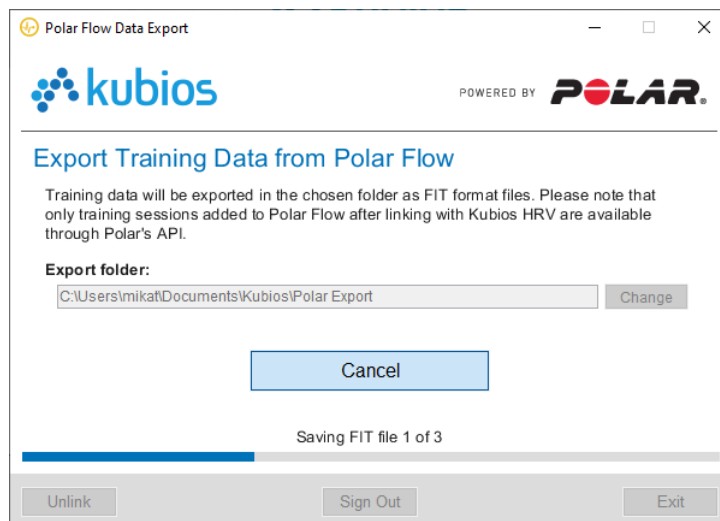 Polar Flow Data Export
kubios
POWERED BY POLAR.
Export Training Data from Polar Flow
Training data will be exported in the chosen folder as FIT format files. Please note that
only training sessions added to Polar Flow after linking with Kubios HRV are available
through Polar's API.
Export folder:
C:\Users\mikat\Documents\Kubios\Polar Export
Change
Cancel
Saving FIT file 1 of 3
Unlink
Sign Out
Exit